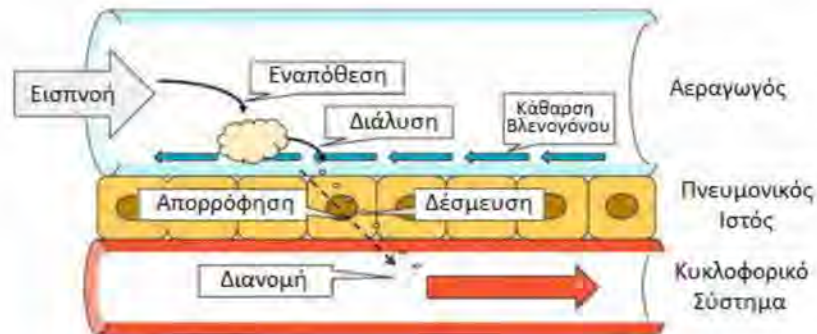 Εισπνοή
Εναπόθεση
Διάλυση
Κάθαρση
Βλενογόνου
Αεραγωγός
Απορρόφηση
Δέσμευση
Πνευμονικός
Ιστός
Διανομή
Κυκλοφορικό
Σύστημα